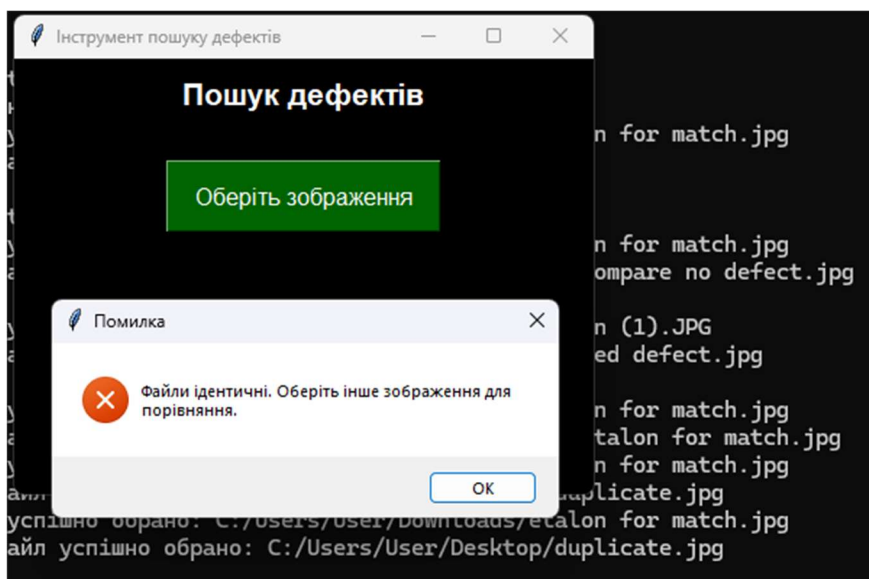 Інструмент пошуку дефектів
Пошук дефектів
Оберіть зображення
n for match.jpg
n for match.jpg
ompare no defect.jpg
n (1).JPG
ed defect.jpg
n for match.jpg
talon for match.jpg
n for match.jpg
Помилка
Файли ідентичні. Оберіть інше зображення для
порівняння.
OK
duplicate.jpg
успішно обрано: C:/Users/User/Downloads/etalon for match.jpg
айл успішно обрано: C:/Users/User/Desktop/duplicate.jpg